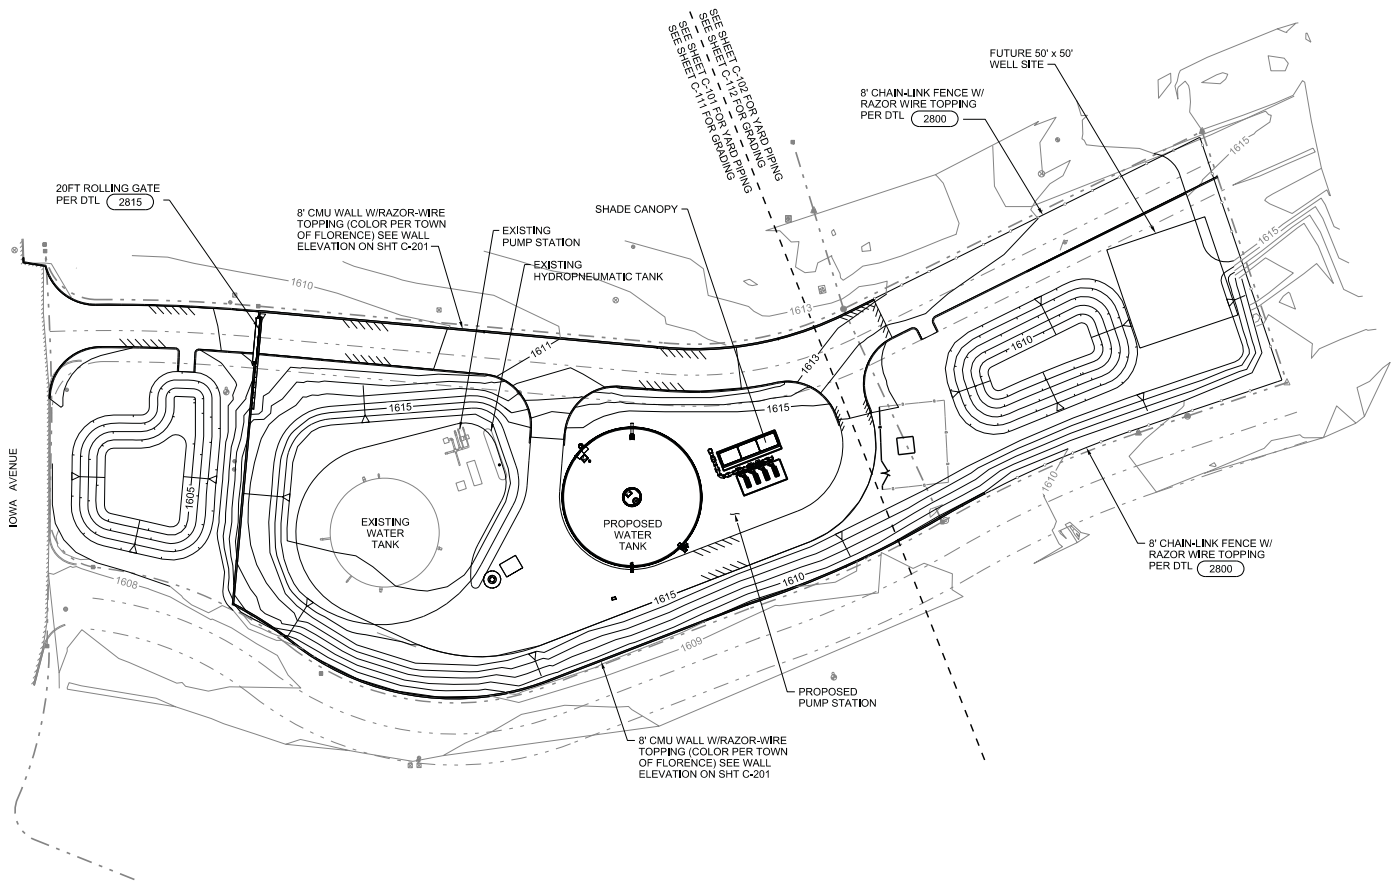 SEE SHEET C-102 FOR YARD PIPING
SEE SHEET C-112 FOR GRADING
SEE SHEET C-101 FOR YARD PIPING
SEE SHEET C-111 FOR GRADING
FUTURE 50' x 50'
WELL SITE
8' CHAIN-LINK FENCE W/
RAZOR WIRE TOPPING
PER DTL 2800
1615
20FT ROLLING GATE
PER DTL 2815
8' CMU WALL W/RAZOR-WIRE
TOPPING (COLOR PER TOWN
OF FLORENCE) SEE WALL
ELEVATION ON SHT C-201
EXISTING
PUMP STATION
EXISTING
HYDROPNEUMATIC TANK
SHADE CANOPY
1615
1610
1613
1611
1613
1610
1615
1615
IOWA AVENUE
1605
EXISTING
WATER
TANK
PROPOSED
WATER
TANK
1610
8' CHAIN-LINK FENCE W/
RAZOR WIRE TOPPING
PER DTL 2800
1608
1615
1610
1609
PROPOSED
PUMP STATION
8' CMU WALL W/RAZOR-WIRE
TOPPING (COLOR PER TOWN
OF FLORENCE) SEE WALL
ELEVATION ON SHT C-201